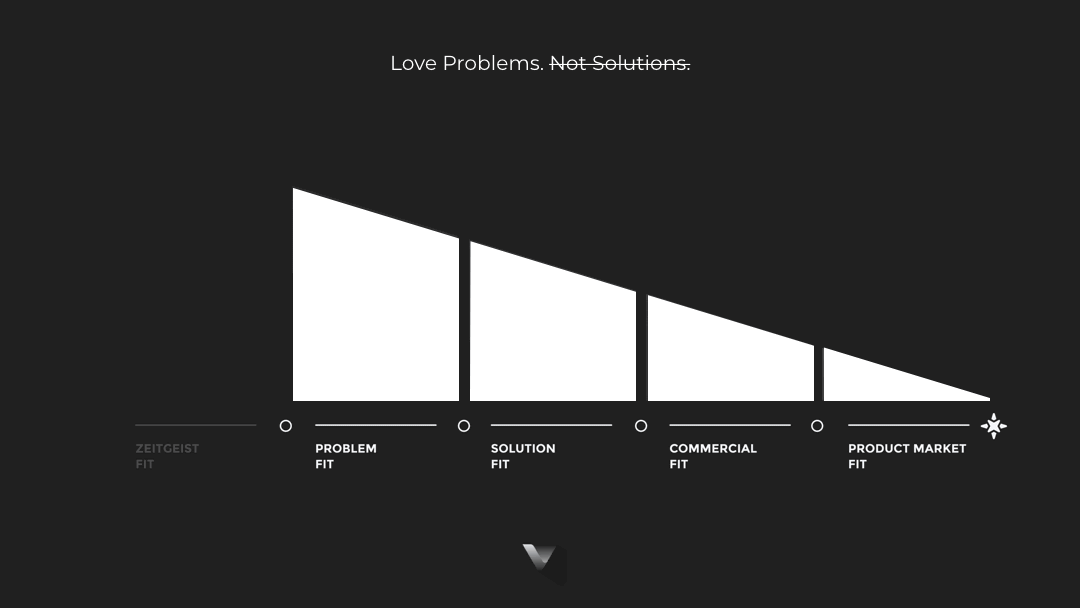 Love Problems. Not Solutions.
ZEITGEIST
FIT
PROBLEM
FIT
SOLUTION
FIT
COMMERCIAL
FIT
PRODUCT MARKET
FIT